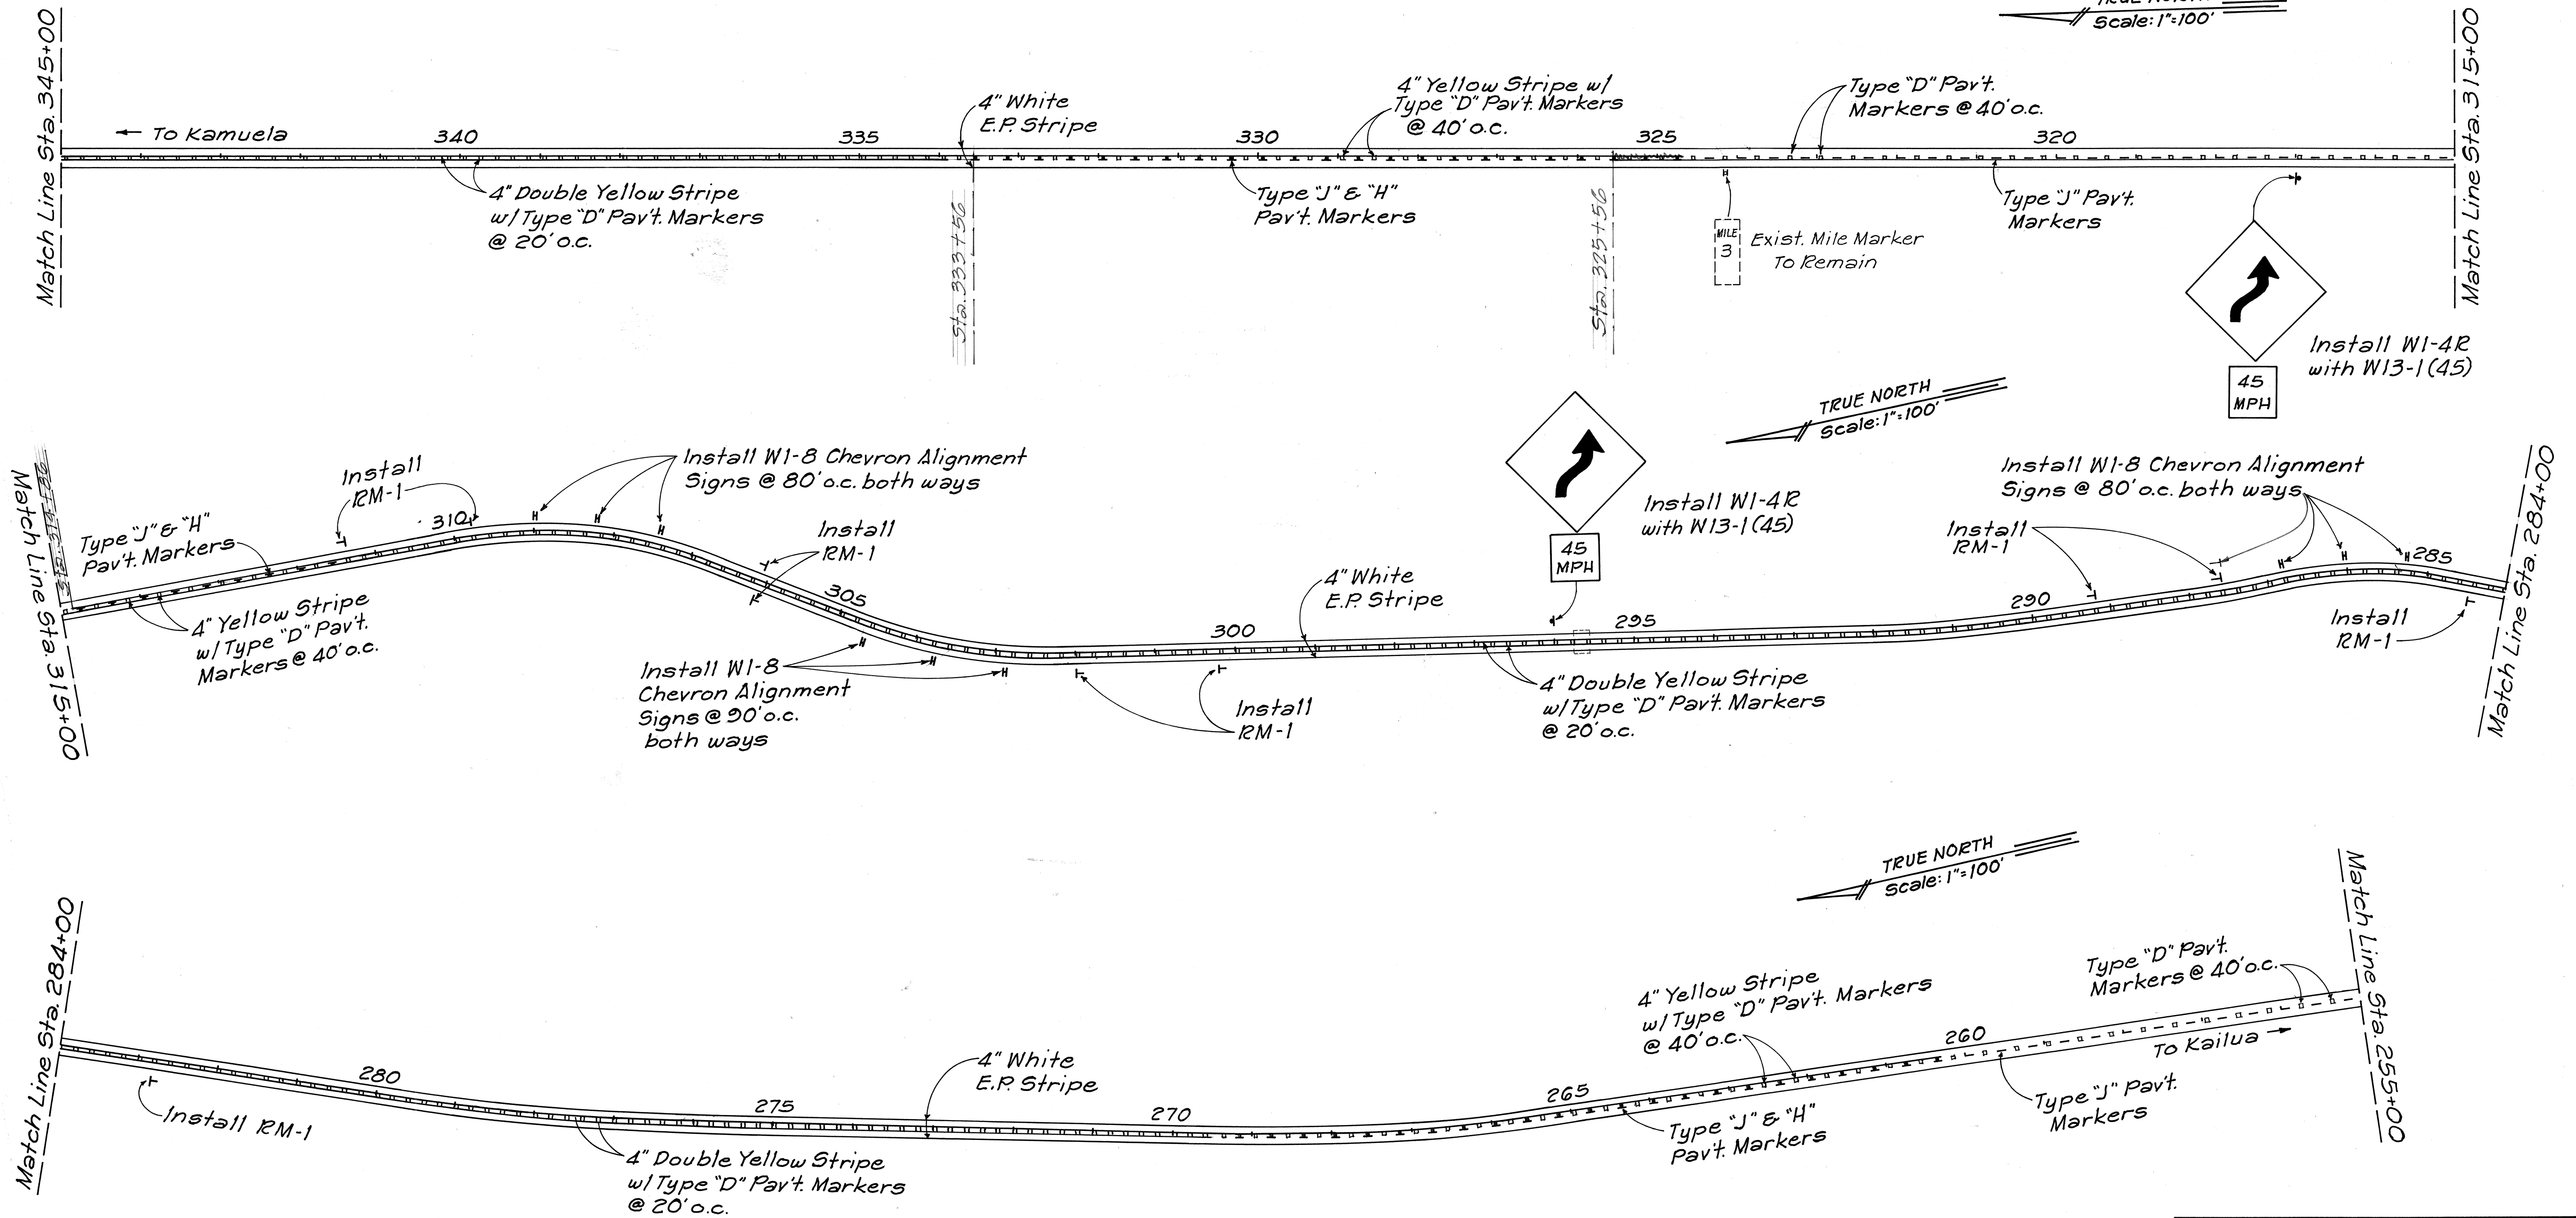 Scale: 1"=100'
Match Line Sta. 345+00
← To Kamuela
340
335
4" White
E.P. Stripe
330
4" Yellow Stripe w/
Type "D" Pav't. Markers
@ 40' o.c.
325
Type "D" Pav't.
Markers @ 40' o.c.
320
Match Line Sta. 315+00
4" Double Yellow Stripe
w/ Type "D" Pav't. Markers
@ 20' o.c.
Sta. 333+56
Type "J" & "H"
Pav't. Markers
Sta. 325+56
MILE
3
Exist. Mile Marker
To Remain
Type "J" Pav't.
Markers
Install W1-4R
with W13-1 (45)
45
MPH
TRUE NORTH
Scale: 1"=100'
Match Line Sta. 315+00
Type "J" & "H"
Pav't. Markers
Install
RM-1
310
Install W1-8 Chevron Alignment
Signs @ 80' o.c. both ways
Install
RM-1
305
4" Yellow Stripe
w/ Type "D" Pav't.
Markers @ 40' o.c.
Install W1-8
Chevron Alignment
Signs @ 90' o.c.
both ways
300
Install
RM-1
4" White
E.P. Stripe
45
MPH
Install W1-4R
with W13-1 (45)
295
4" Double Yellow Stripe
w/ Type "D" Pav't. Markers
@ 20' o.c.
290
Install
RM-1
Install W1-8 Chevron Alignment
Signs @ 80' o.c. both ways
285
Install
RM-1
Match Line Sta. 284+00
TRUE NORTH
Scale: 1"=100'
Match Line Sta. 284+00
Install RM-1
280
4" Double Yellow Stripe
w/ Type "D" Pav't. Markers
@ 20' o.c.
275
4" White
E.P. Stripe
270
265
4" Yellow Stripe
w/ Type "D" Pav't. Markers
@ 40' o.c.
Type "J" & "H"
Pav't. Markers
260
Type "J" Pav't.
Markers
Type "D" Pav't.
Markers @ 40' o.c.
To Kailua →
Match Line Sta. 255+00